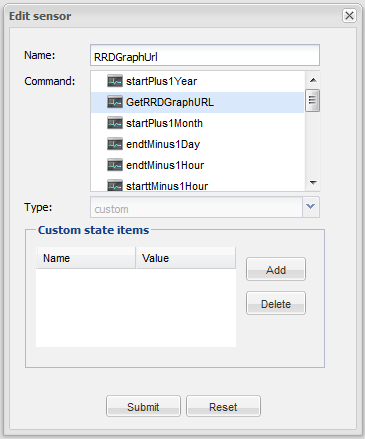 Edit sensor
Name: RRDGraphUrl
Command: startPlus1Year
GetRRDGraphURL
startPlus1Month
endtMinus1Day
endtMinus1Hour
starttMinus1Hour
Type: custom
Custom state items
Name Value
Add
Delete
Submit Reset